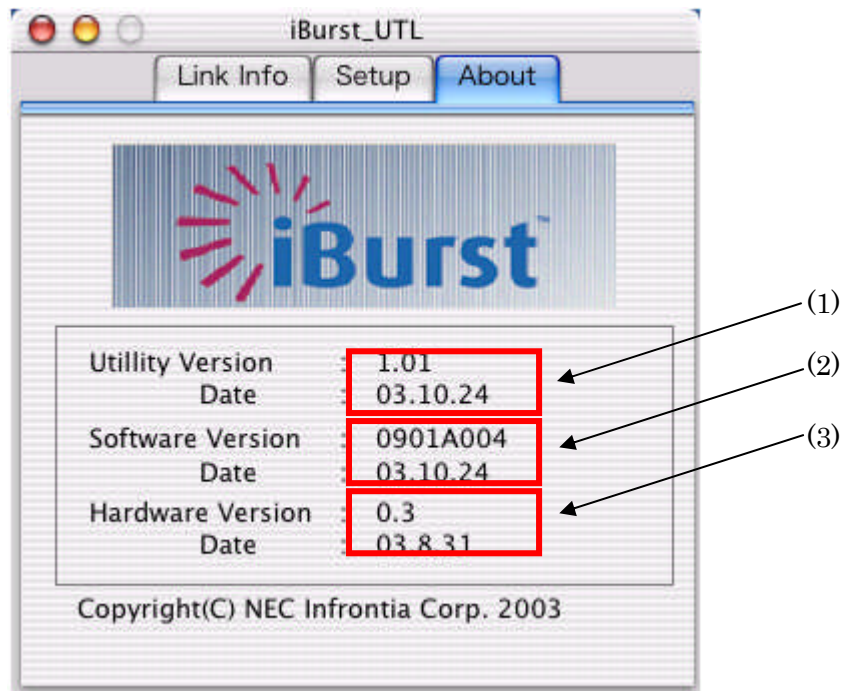 iBurst_UTL
Link Info Setup About
iBurst™
(1)
Utillity Version : 1.01
(2)
Date : 03.10.24
Software Version : 0901A004
(3)
Date : 03.10.24
Hardware Version : 0.3
Date : 03.8.31
Copyright(C) NEC Infrontia Corp. 2003